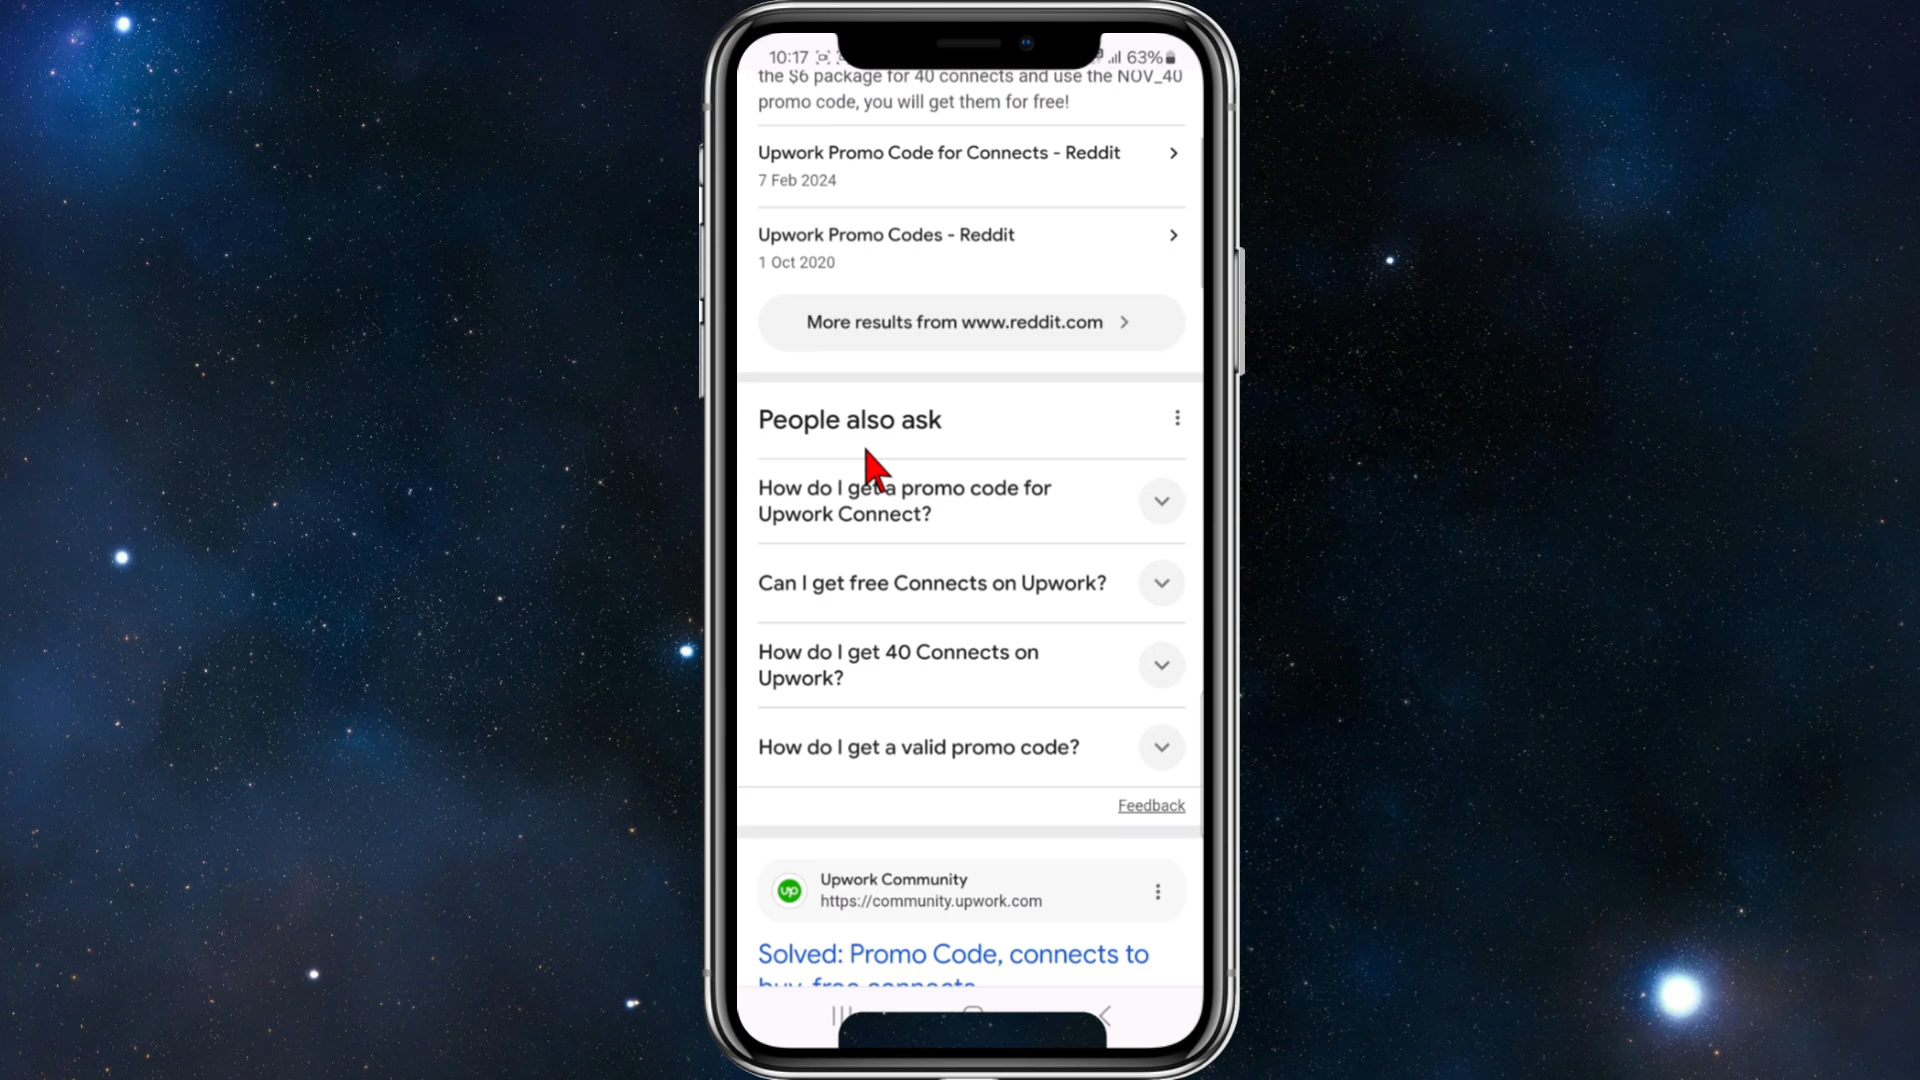 10:17
63%
the $6 package for 40 connects and use the NOV_40
promo code, you will get them for free!
Upwork Promo Code for Connects - Reddit
7 Feb 2024
Upwork Promo Codes - Reddit
1 Oct 2020
More results from www.reddit.com
People also ask
How do I get a promo code for
Upwork Connect?
Can I get free Connects on Upwork?
How do I get 40 Connects on
Upwork?
How do I get a valid promo code?
Feedback
up
Upwork Community
https://community.upwork.com
Solved: Promo Code, connects to
buy, free connects